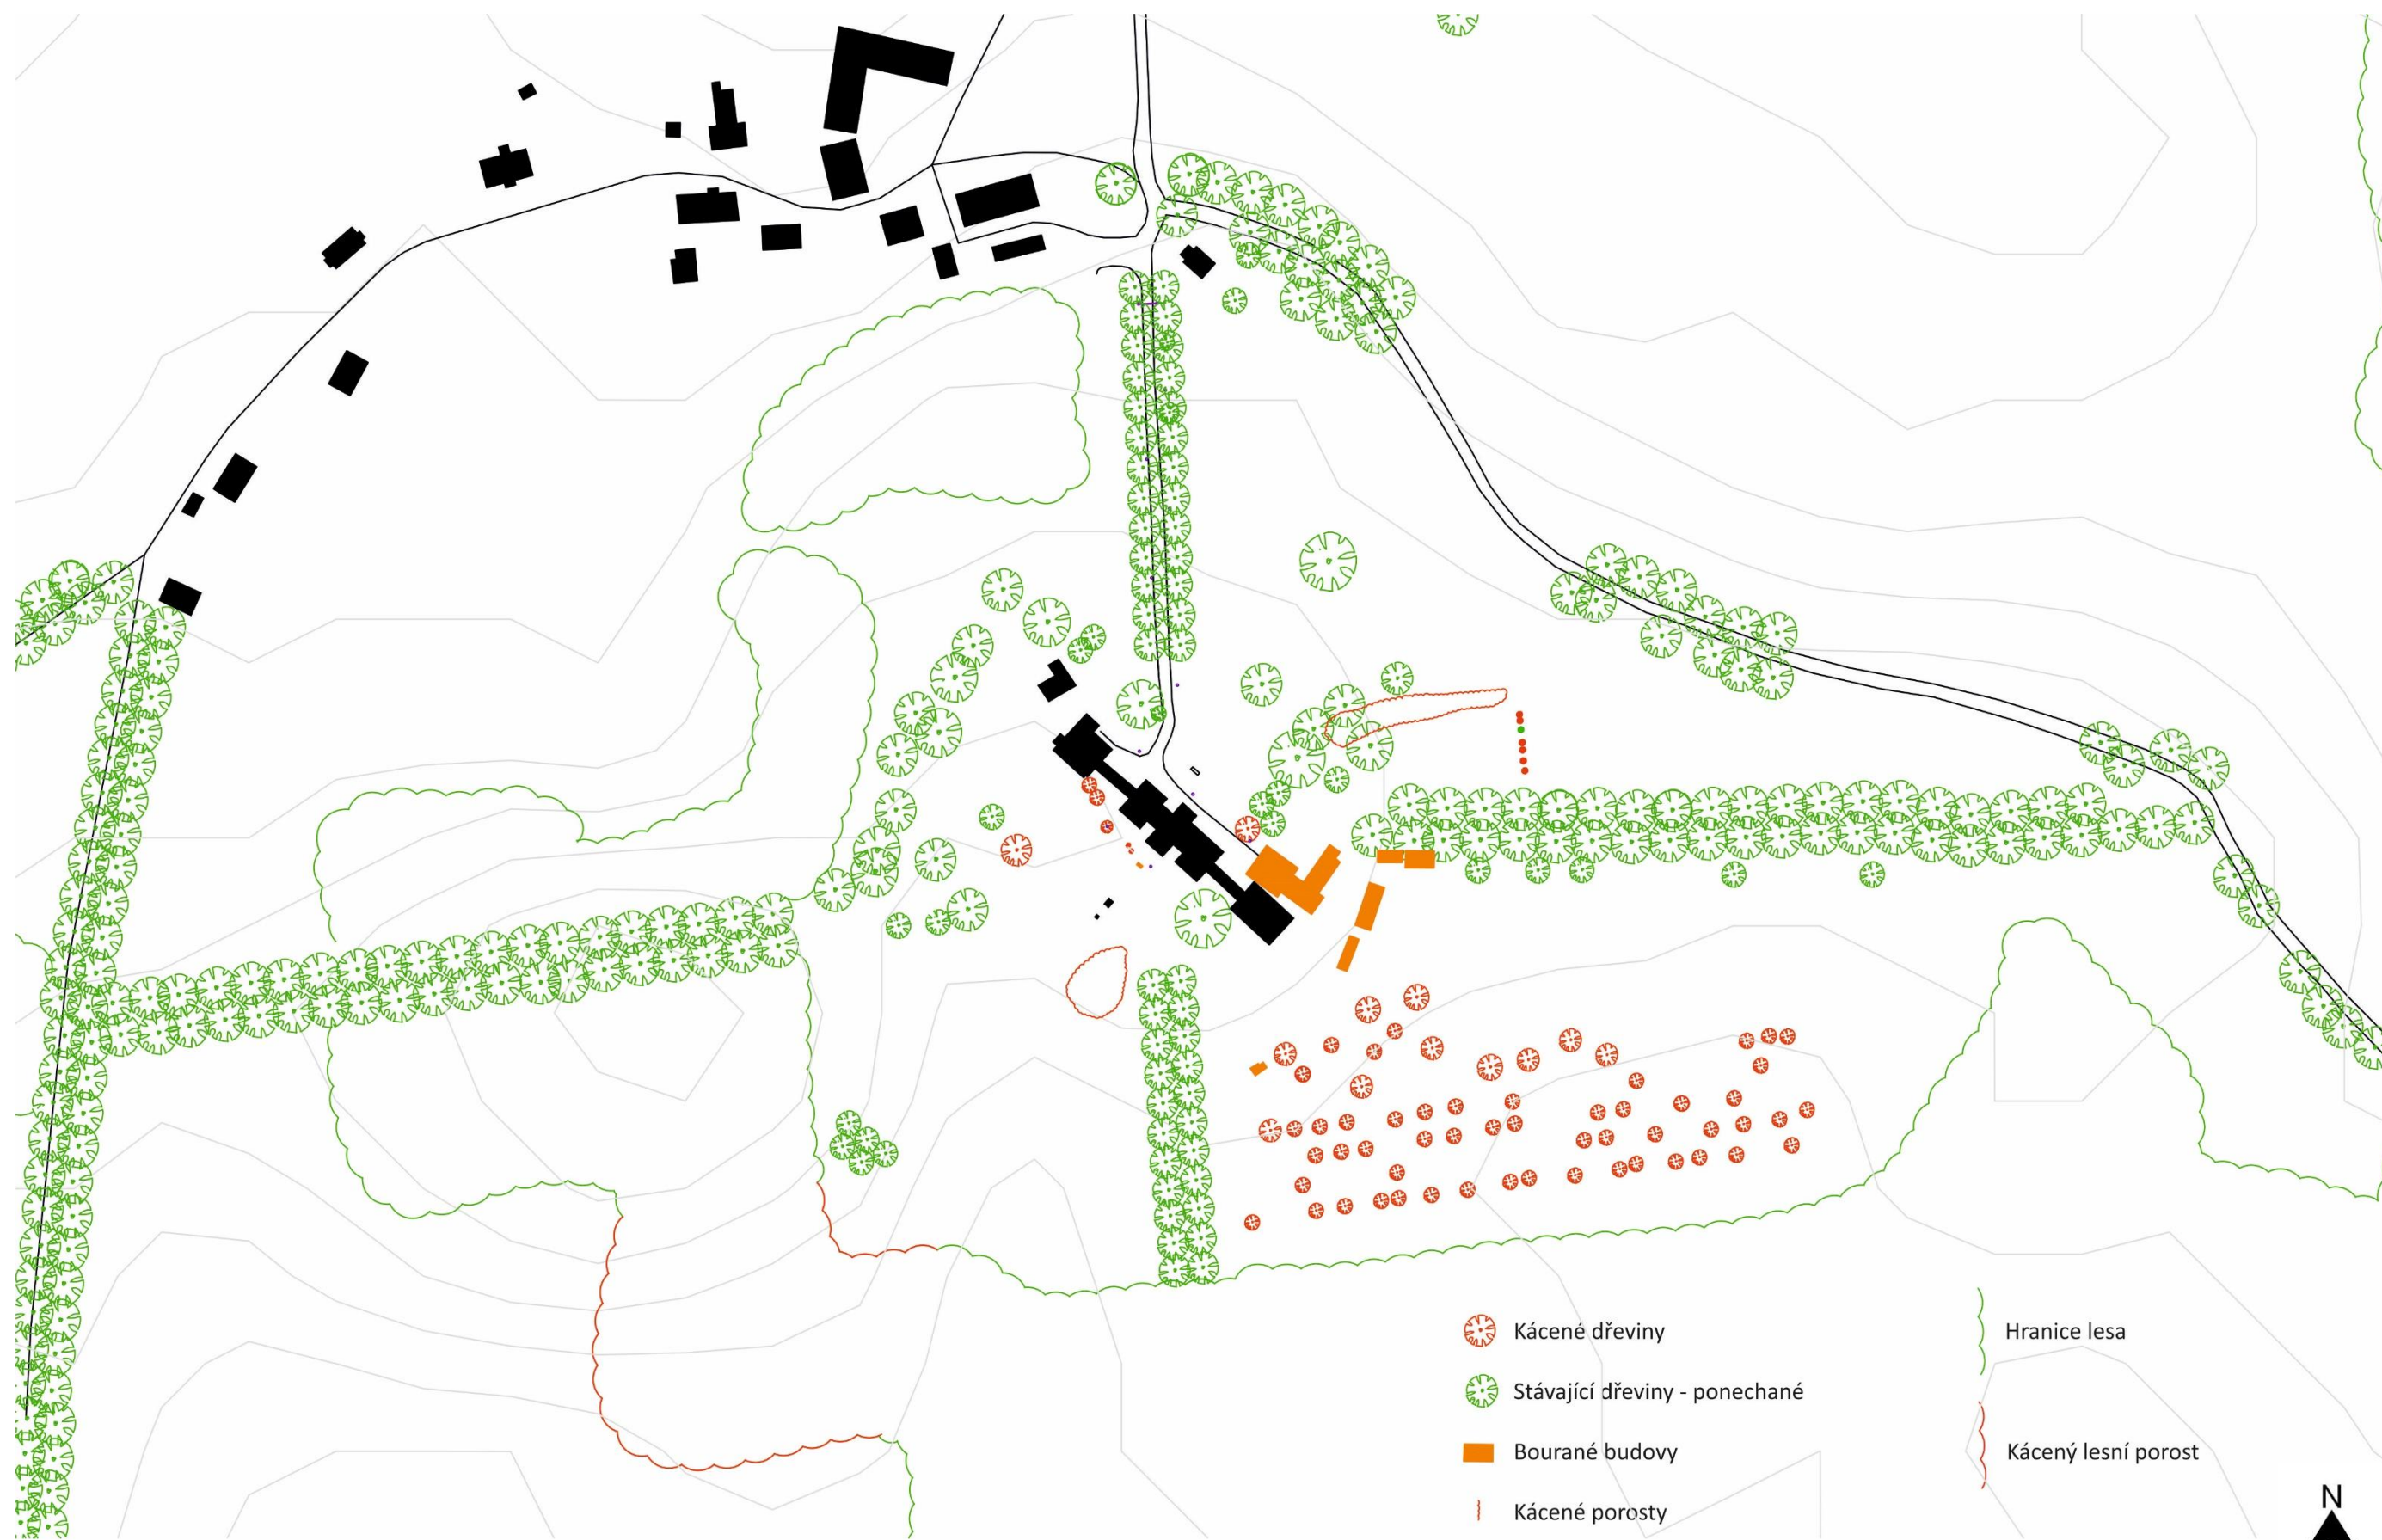 Kácené dřeviny
Stávající dřeviny - ponechané
Bourané budovy
Kácené porosty
Hranice lesa
Kácený lesní porost
N